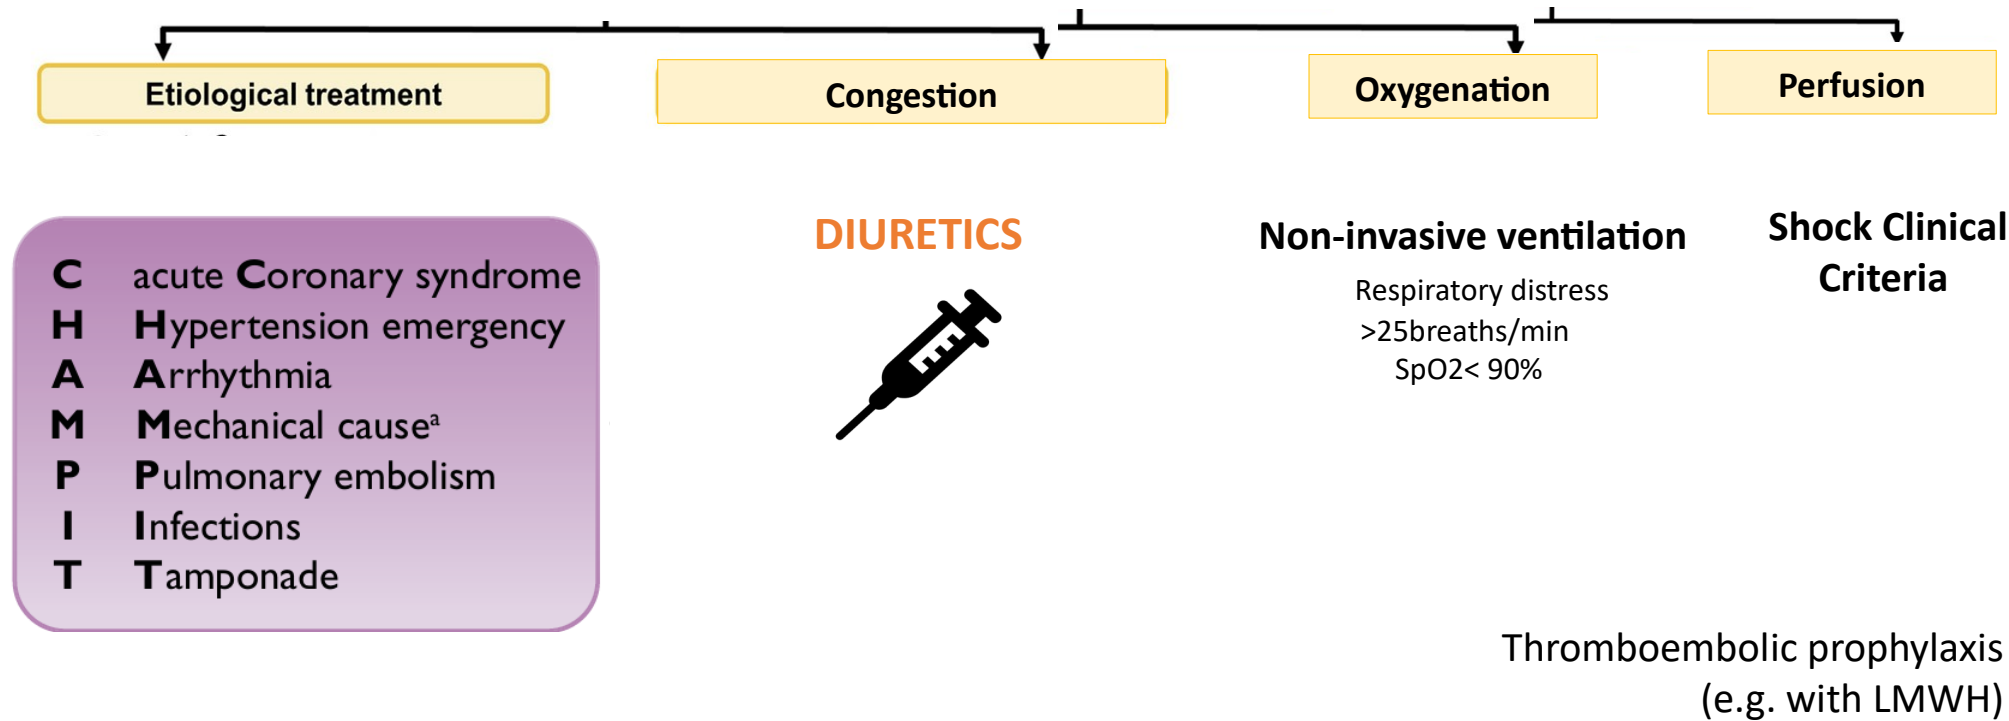 Etiological treatment
Congestion
Oxygenation
Perfusion
C acute Coronary syndrome
H Hypertension emergency
A Arrhythmia
M Mechanical causeᵃ
P Pulmonary embolism
I Infections
T Tamponade
DIURETICS
Non-invasive ventilation
Respiratory distress
>25breaths/min
SpO2< 90%
Shock Clinical
Criteria
Thromboembolic prophylaxis
(e.g. with LMWH)